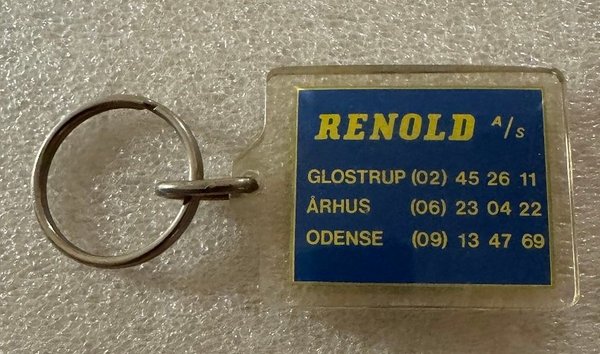 RENOLD A/S
GLOSTRUP (02) 45 26 11
ÅRHUS (06) 23 04 22
ODENSE (09) 13 47 69